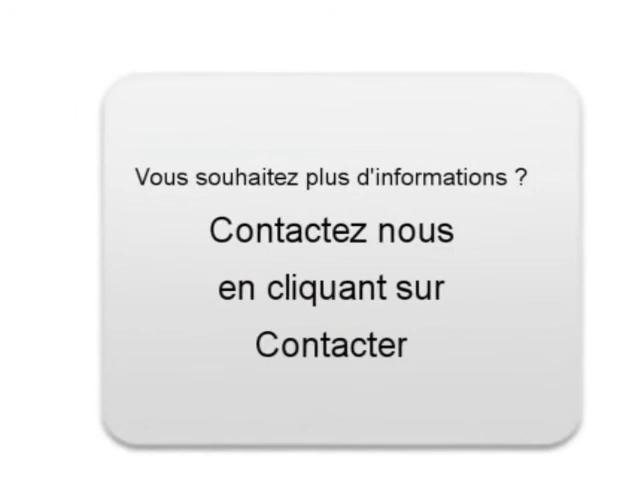 Vous souhaitez plus d'informations ?
Contactez nous
en cliquant sur
Contacter